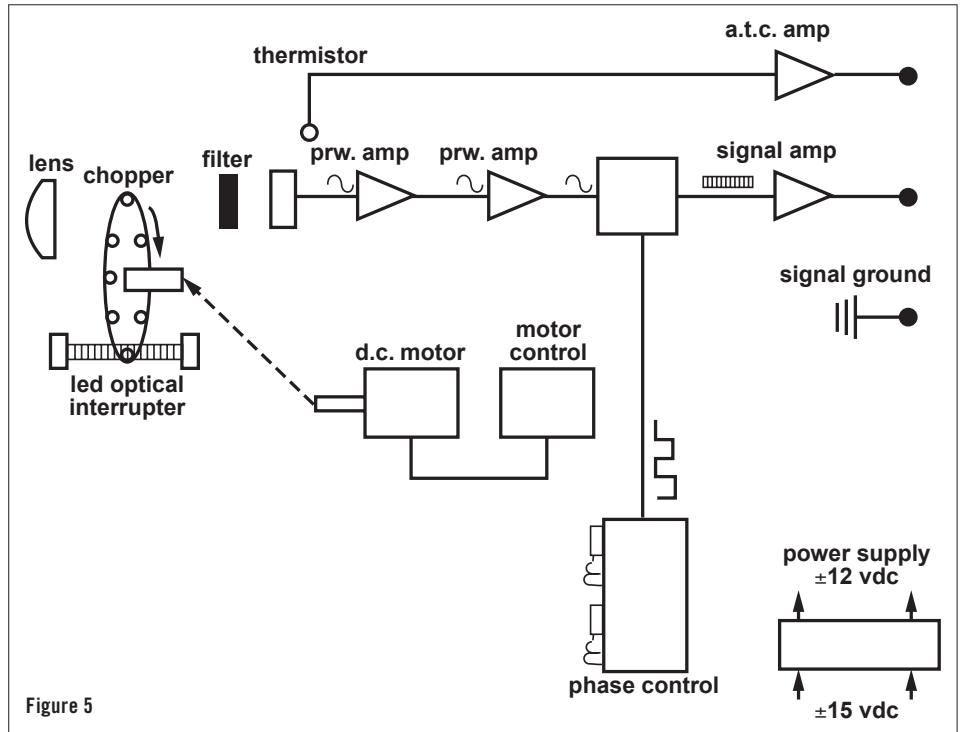 a.t.c. amp
thermistor
lens
chopper
filter
prw. amp
prw. amp
signal amp
signal ground
led optical
interrupter
d.c. motor
motor
control
phase control
power supply
±12 vdc
±15 vdc
Figure 5